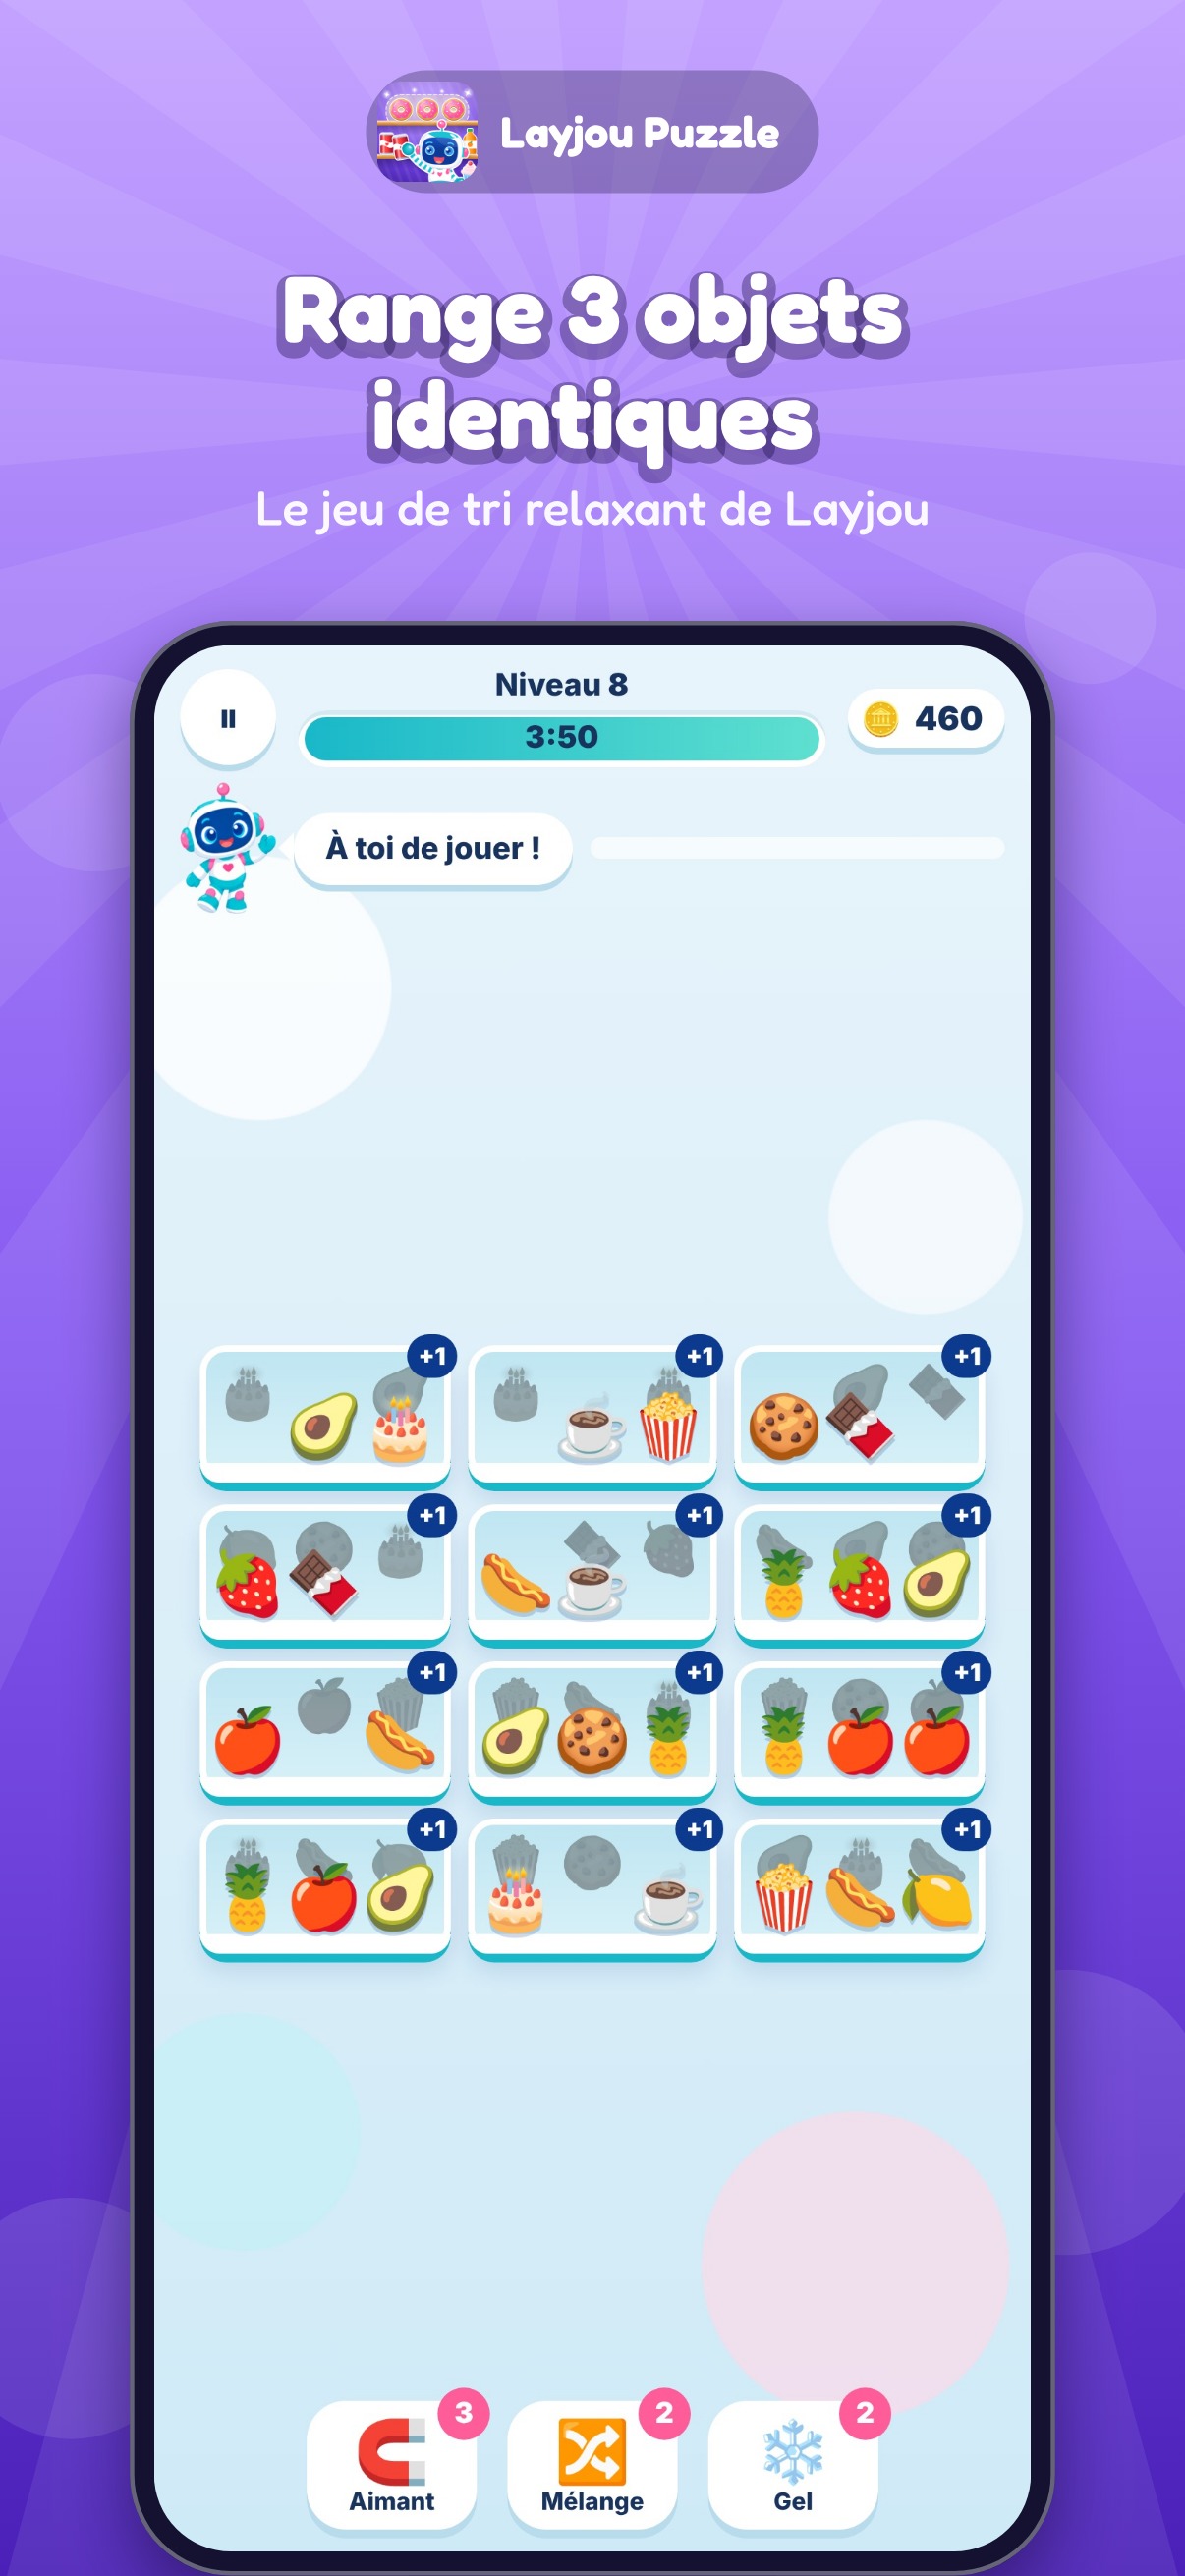 Layjou Puzzle
Range 3 objets
identiques
Le jeu de tri relaxant de Layjou
Niveau 8
3:50
460
À toi de jouer !
+1 +1 +1
+1 +1 +1
+1 +1 +1
+1 +1 +1
3 2 2
Aimant Mélange Gel